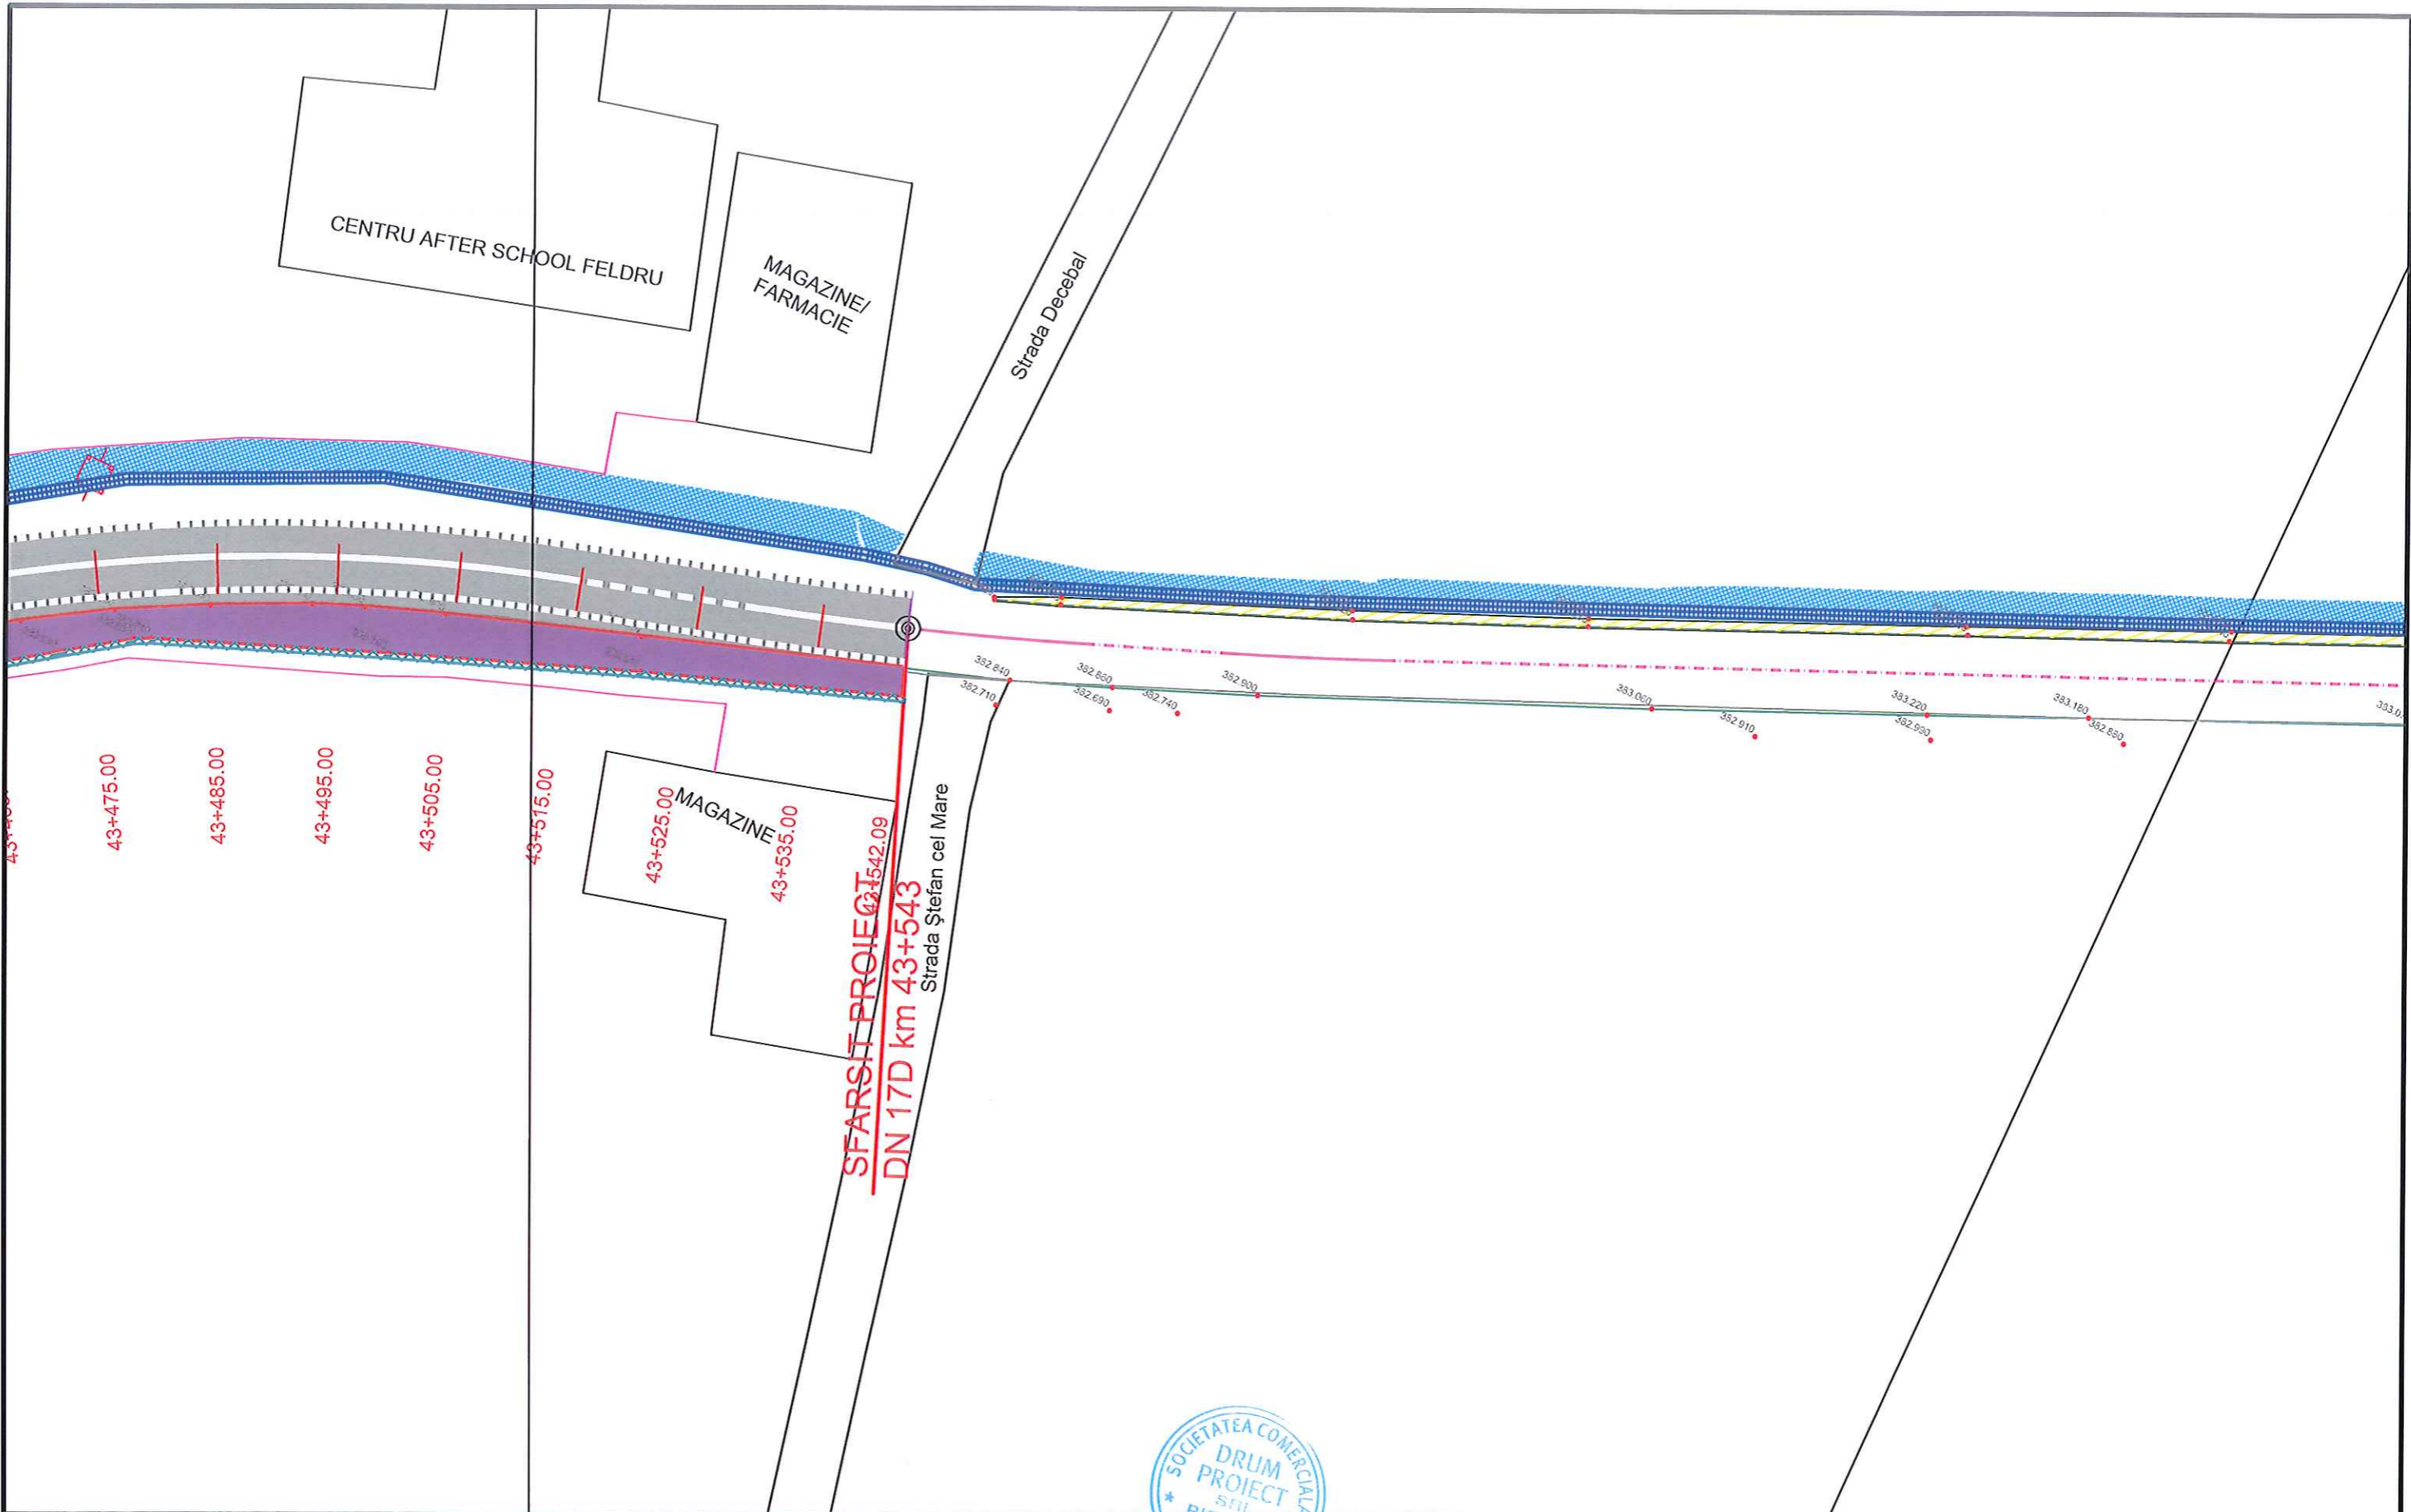 CENTRU AFTER SCHOOL FELDRU
MAGAZINE/
FARMACIE
Strada Decebal
382.840
382.710
382.860
382.690
382.740
382.900
383.060
382.910
383.220
382.990
383.180
382.880
43+475.00
43+485.00
43+495.00
43+505.00
43+515.00
43+525.00
43+535.00
43+542.09
MAGAZINE
SFARSIT PROIECT
DN 17D km 43+543
Strada Ștefan cel Mare
SOCIETATEA COMERCIALA
DRUM
PROIECT
SRL